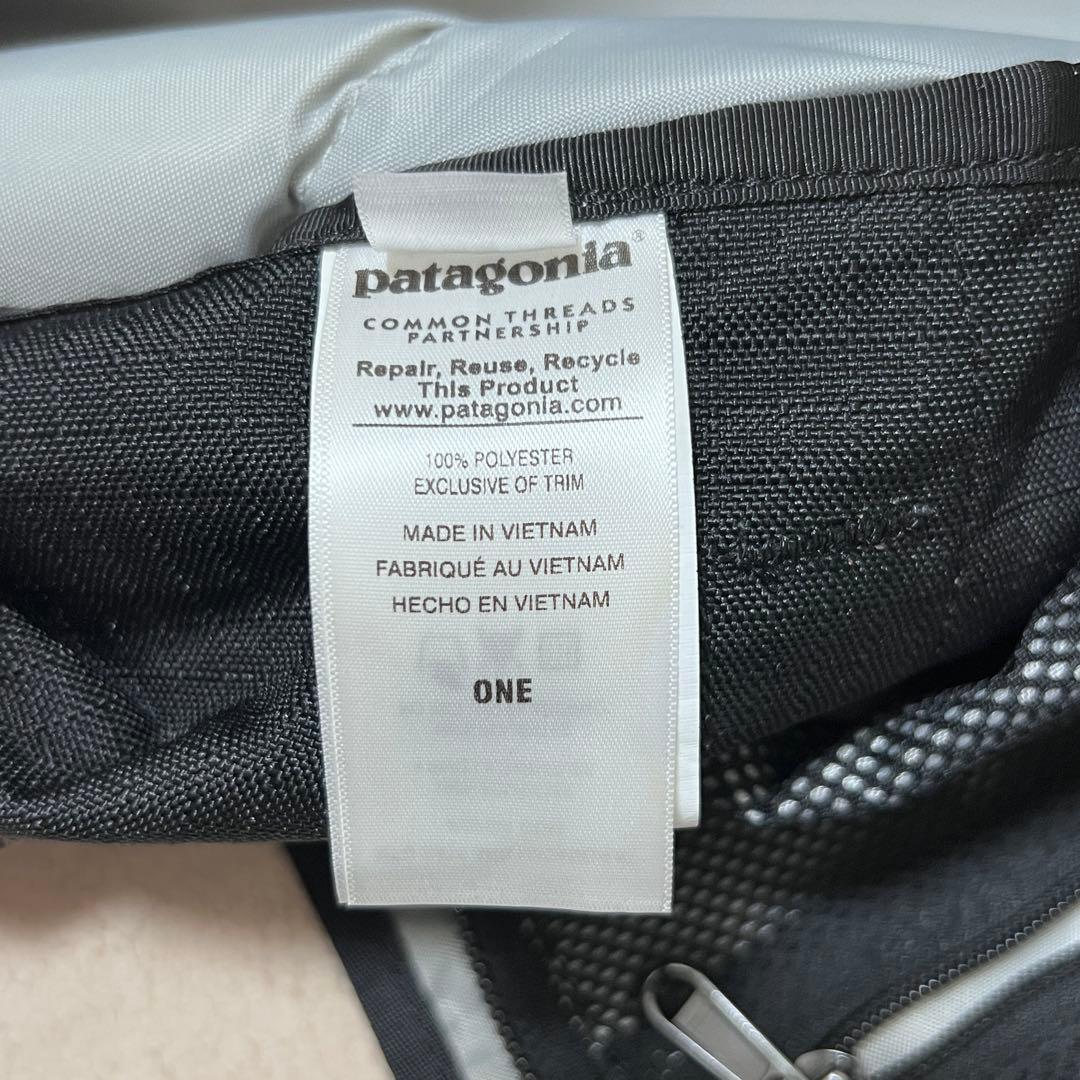 patagonia®
COMMON THREADS
PARTNERSHIP
Repair, Reuse, Recycle
This Product
www.patagonia.com
100% POLYESTER
EXCLUSIVE OF TRIM
MADE IN VIETNAM
FABRIQUÉ AU VIETNAM
HECHO EN VIETNAM
ONE